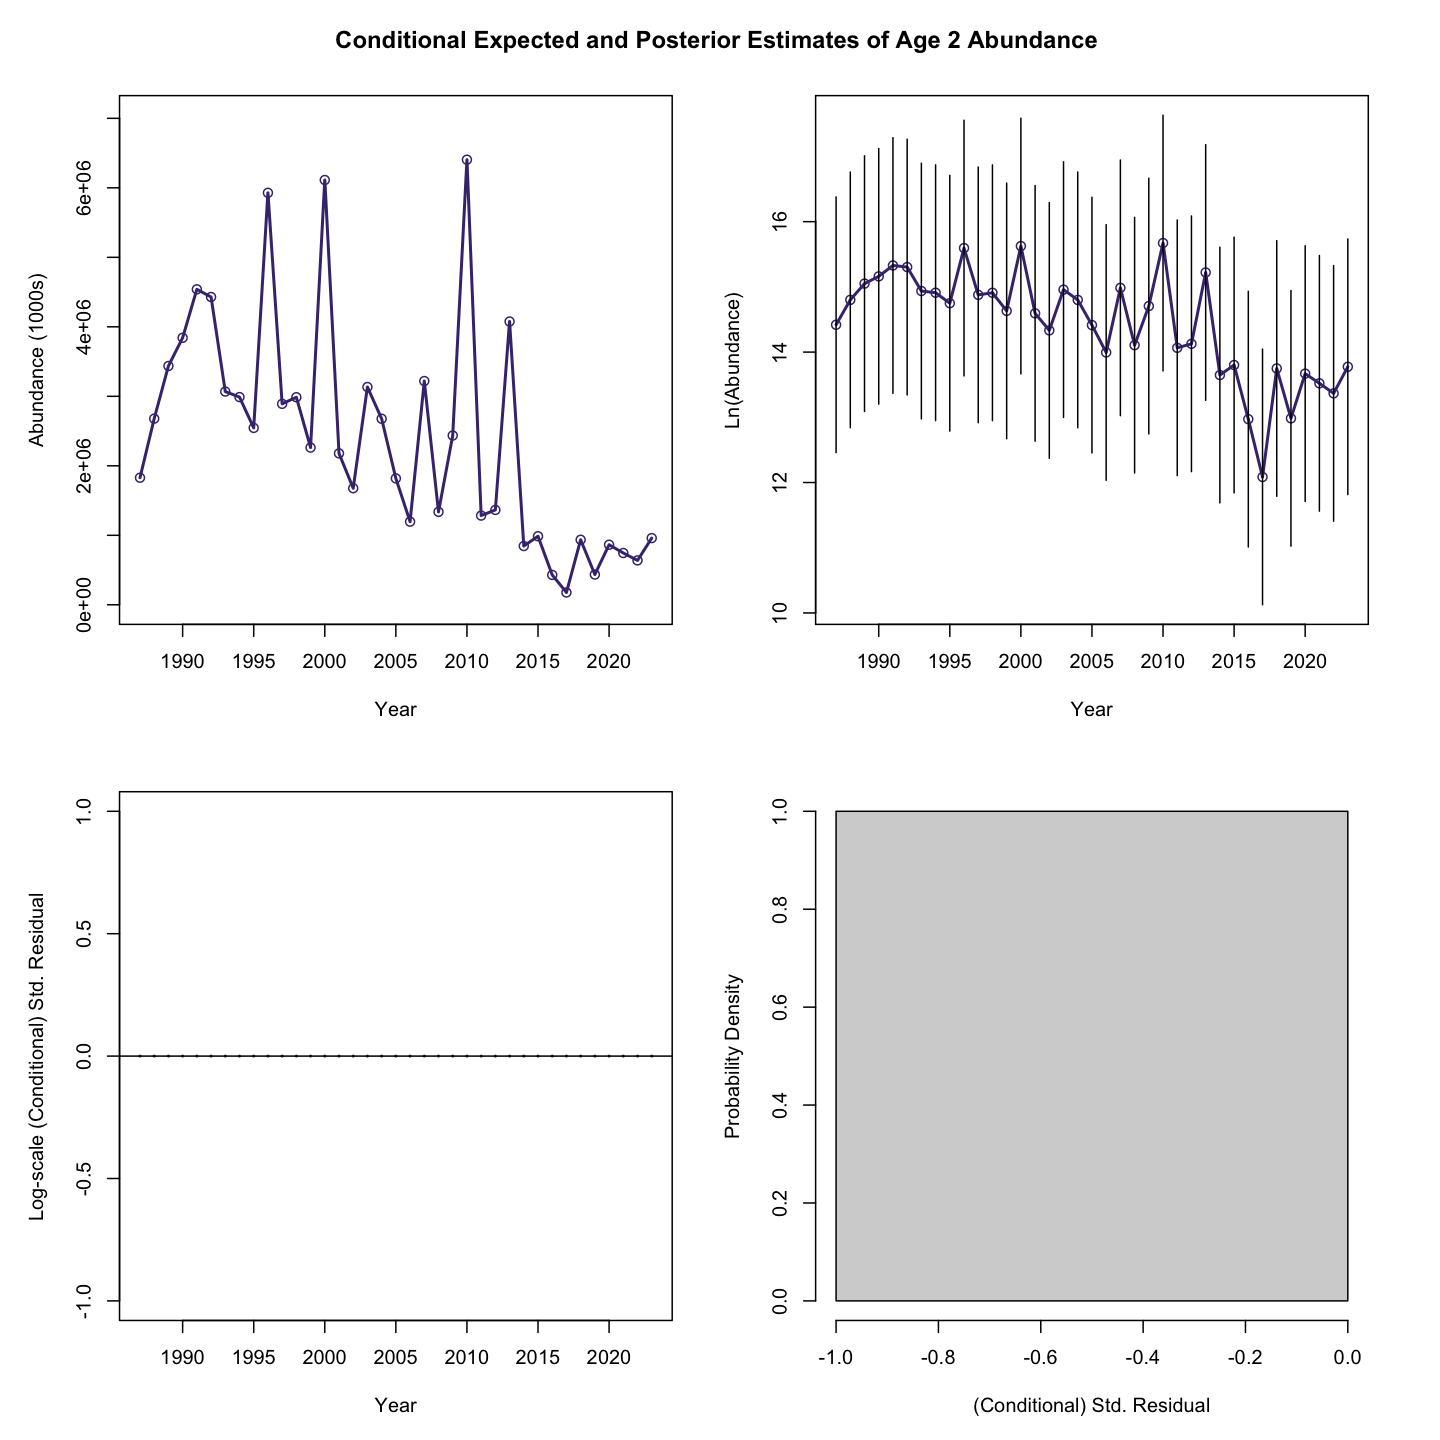 Conditional Expected and Posterior Estimates of Age 2 Abundance
Abundance (1000s)
6e+06
4e+06
2e+06
0e+00
1990 1995 2000 2005 2010 2015 2020
Year
Ln(Abundance)
16
14
12
10
1990 1995 2000 2005 2010 2015 2020
Year
Log-scale (Conditional) Std. Residual
1.0
0.5
0.0
-0.5
-1.0
1990 1995 2000 2005 2010 2015 2020
Year
Probability Density
1.0
0.8
0.6
0.4
0.2
0.0
-1.0 -0.8 -0.6 -0.4 -0.2 0.0
(Conditional) Std. Residual